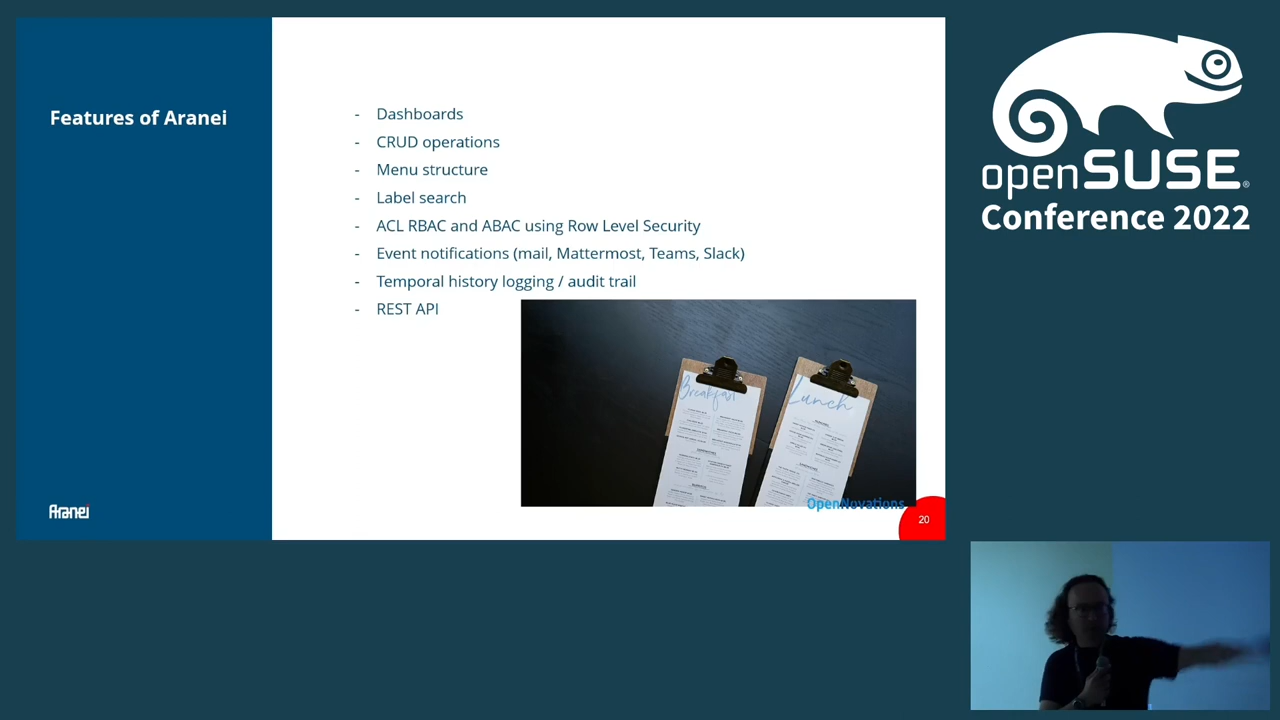 Features of Aranei
- Dashboards
- CRUD operations
- Menu structure
- Label search
- ACL RBAC and ABAC using Row Level Security
- Event notifications (mail, Mattermost, Teams, Slack)
- Temporal history logging / audit trail
- REST API
Breakfast
Lunch
OpenNovations
20
Aranei
openSUSE®
Conference 2022